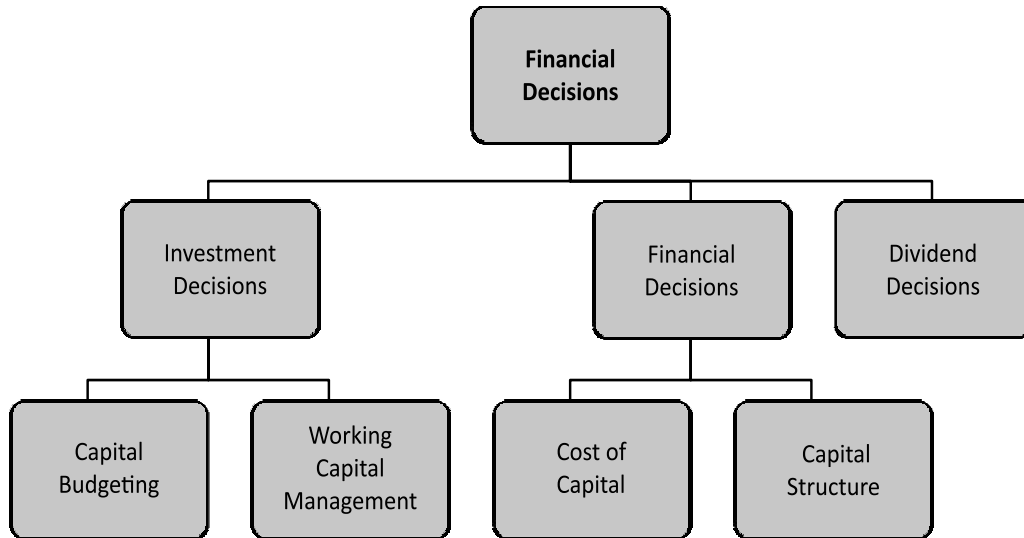 Financial
Decisions
Investment
Decisions
Financial
Decisions
Dividend
Decisions
Capital
Budgeting
Working
Capital
Management
Cost of
Capital
Capital
Structure